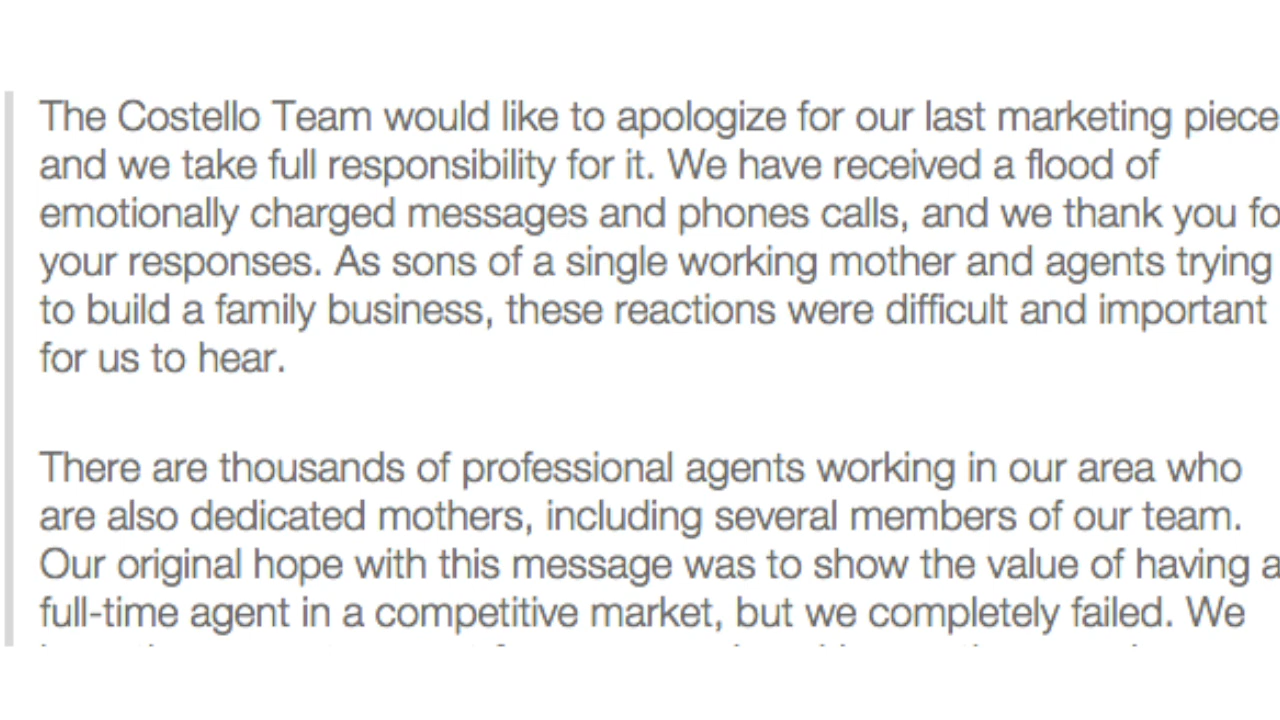 The Costello Team would like to apologize for our last marketing piece
and we take full responsibility for it. We have received a flood of
emotionally charged messages and phones calls, and we thank you fo
your responses. As sons of a single working mother and agents trying
to build a family business, these reactions were difficult and important
for us to hear.
There are thousands of professional agents working in our area who
are also dedicated mothers, including several members of our team.
Our original hope with this message was to show the value of having a
full-time agent in a competitive market, but we completely failed. We